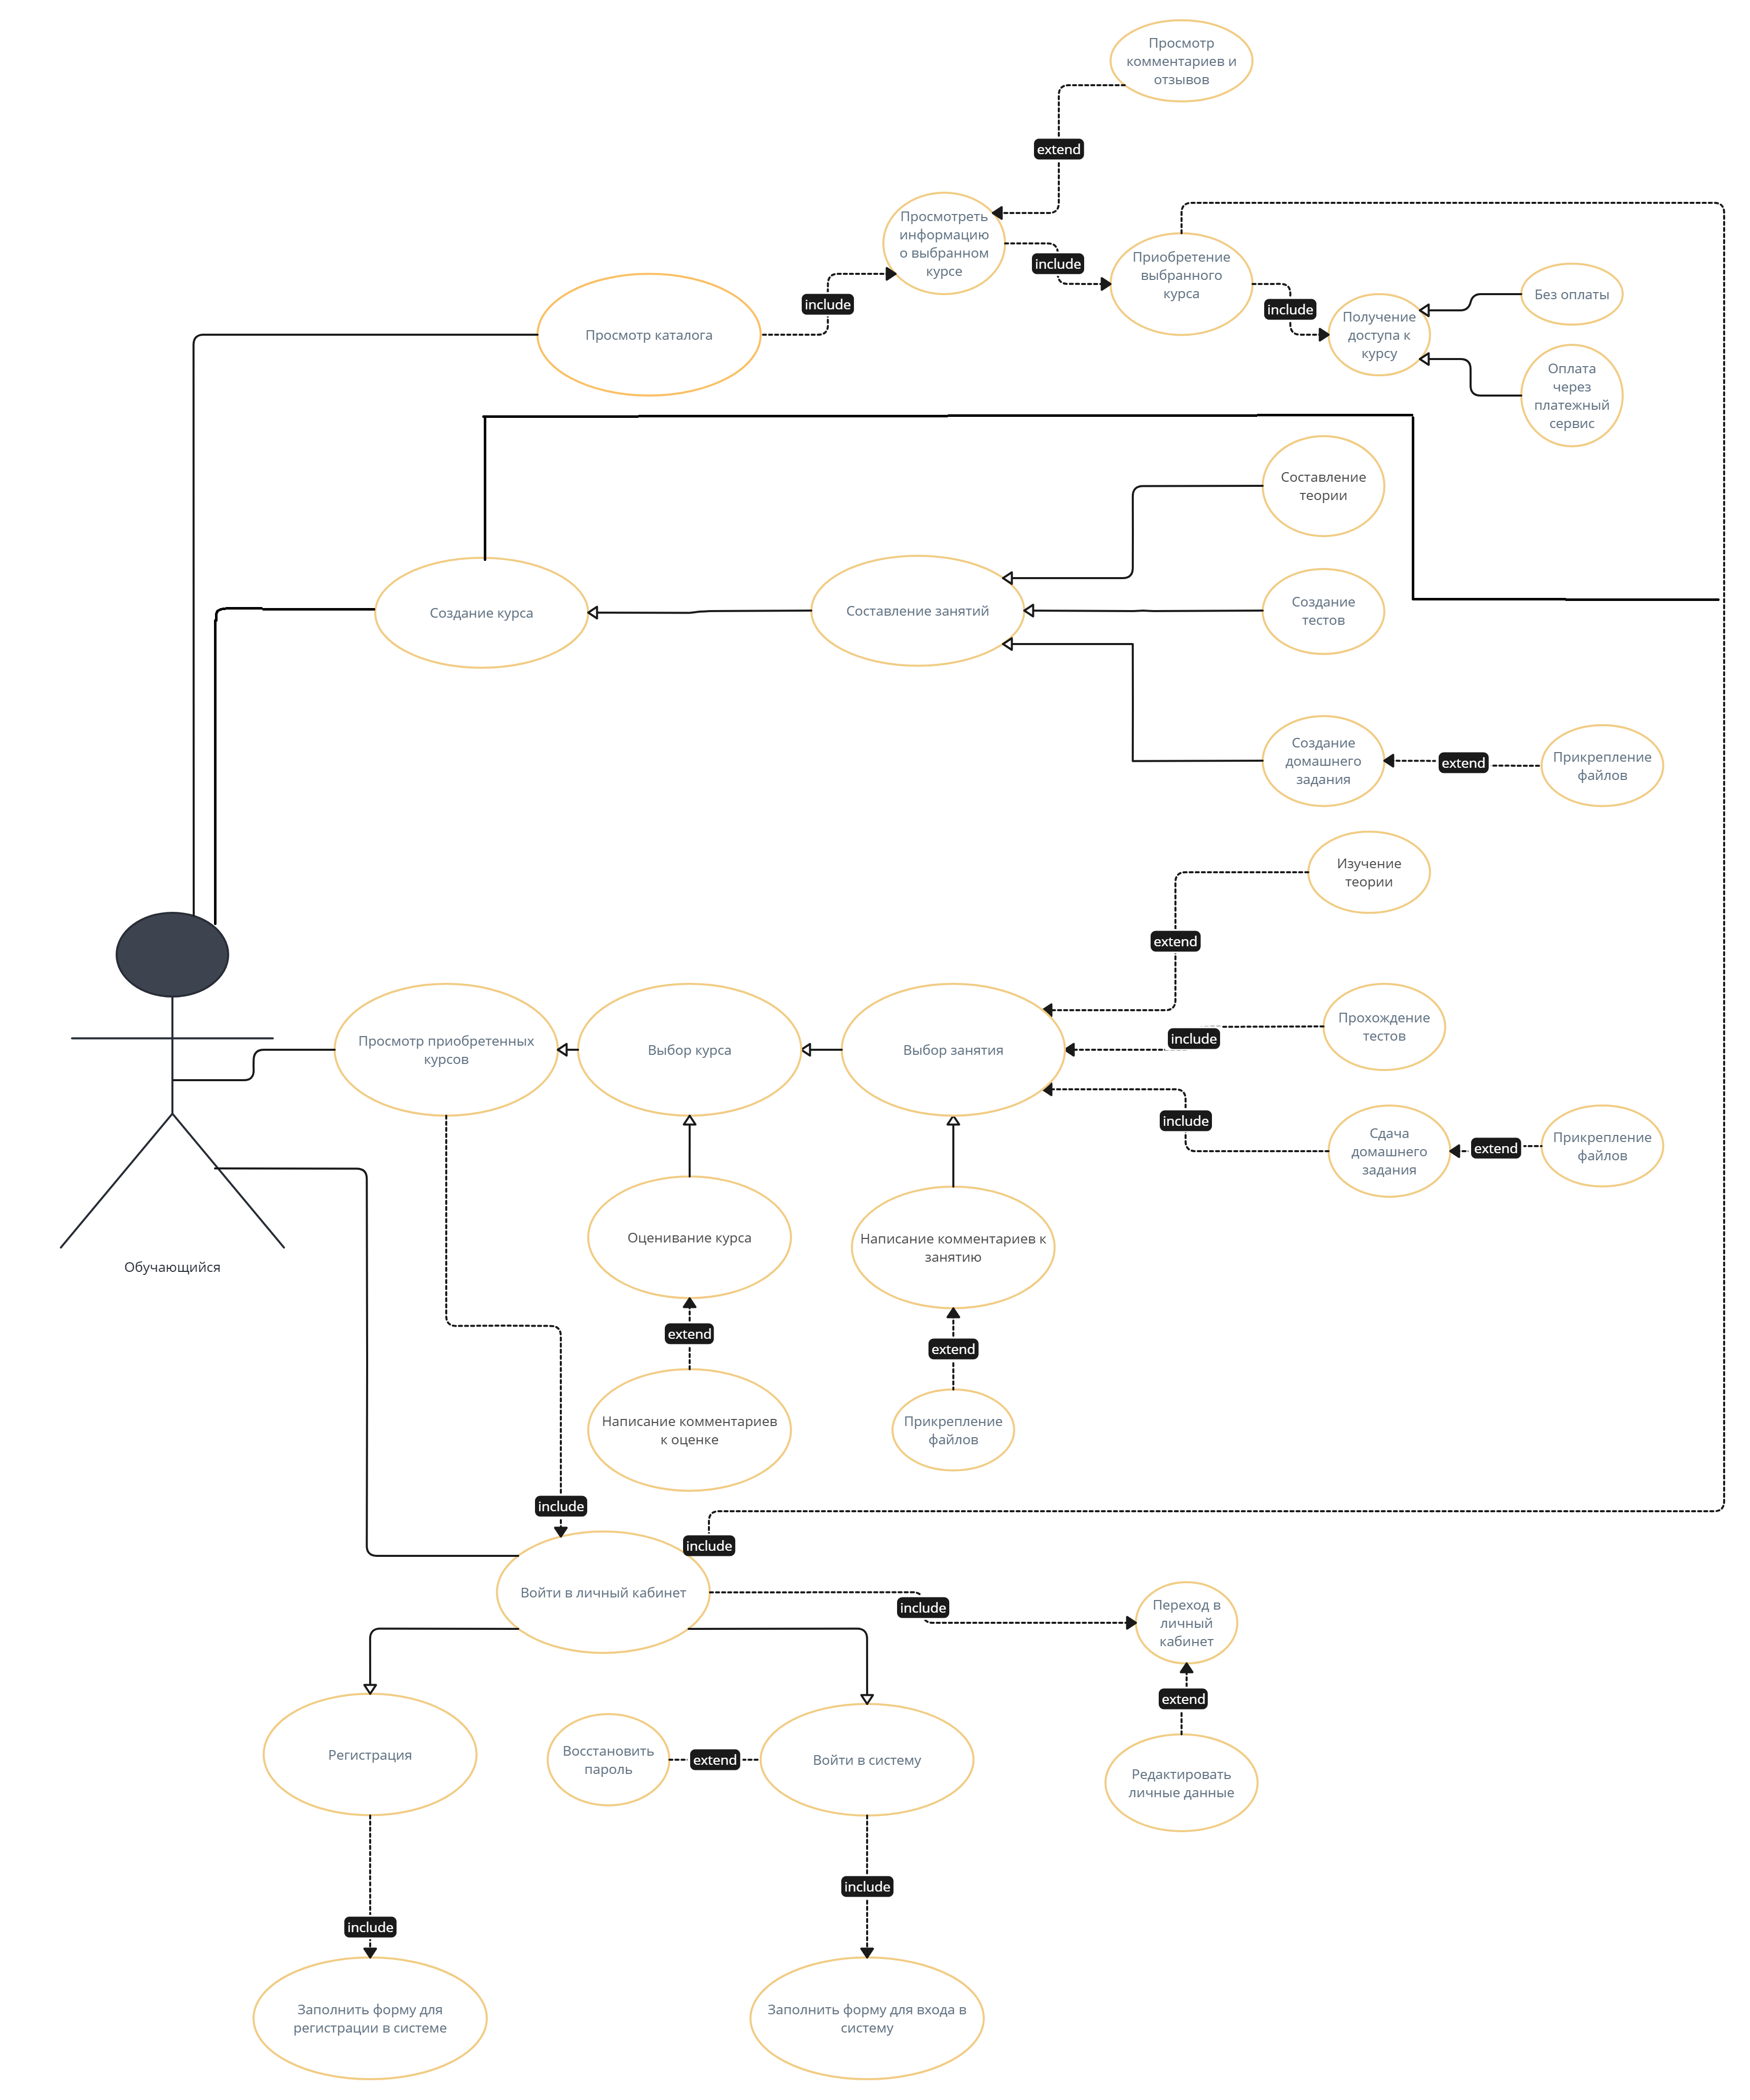 Просмотр
комментариев и
отзывов
extend
Просмотреть
информацию
о выбранном
курсе
include
Приобретение
выбранного
курса
include
Просмотр каталога
include
Получение
доступа к
курсу
Без оплаты
Оплата
через
платежный
сервис
Составление
теории
Создание курса
Составление занятий
Создание
тестов
Создание
домашнего
задания
extend
Прикрепление
файлов
Изучение
теории
extend
Просмотр приобретенных
курсов
Выбор курса
Выбор занятия
include
Прохождение
тестов
include
Сдача
домашнего
задания
extend
Прикрепление
файлов
Обучающийся
Оценивание курса
Написание комментариев к
занятию
extend
extend
Написание комментариев
к оценке
Прикрепление
файлов
include
include
Войти в личный кабинет
include
Переход в
личный
кабинет
extend
Регистрация
Восстановить
пароль
extend
Войти в систему
Редактировать
личные данные
include
include
Заполнить форму для
регистрации в системе
Заполнить форму для входа в
систему